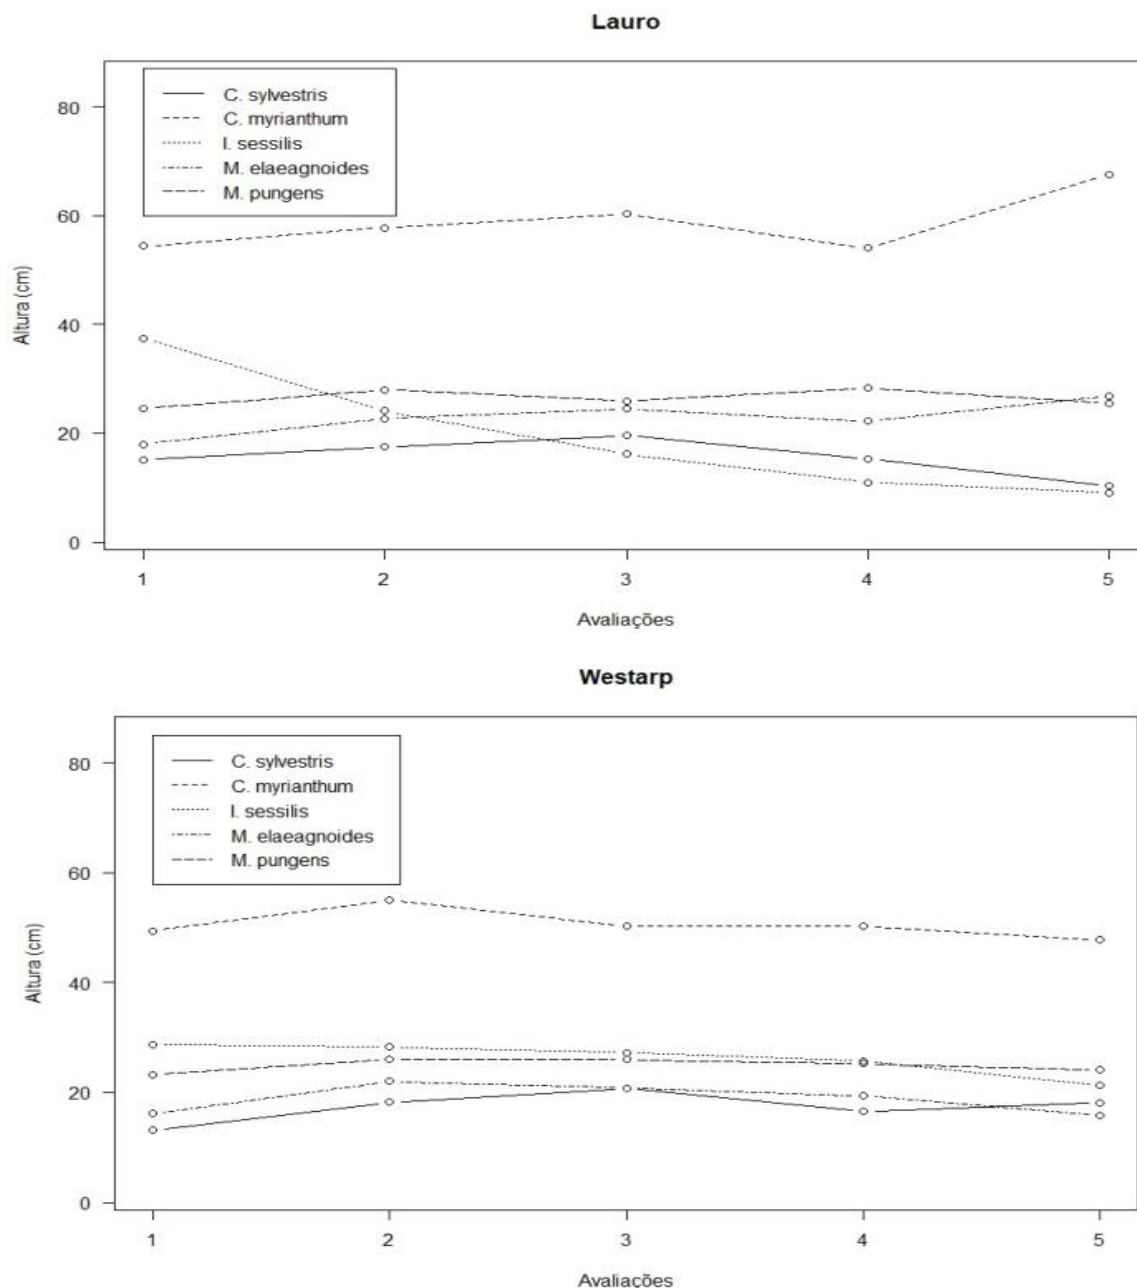 Lauro
C. sylvestris
C. myrianthum
I. sessilis
M. elaeagnoides
M. pungens
Altura (cm)
80
60
40
20
0
1 2 3 4 5
Avaliações
Westarp
C. sylvestris
C. myrianthum
I. sessilis
M. elaeagnoides
M. pungens
Altura (cm)
80
60
40
20
0
1 2 3 4 5
Avaliações